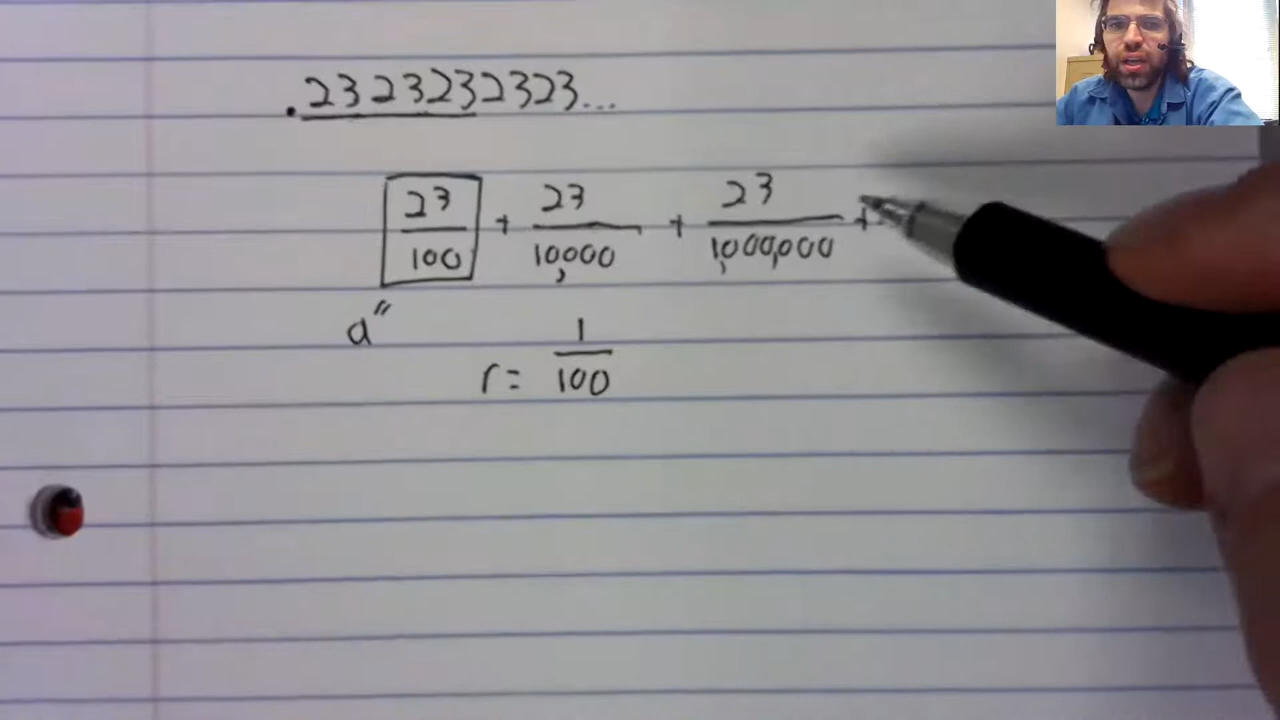 .2323232323...
23/100 + 23/10,000 + 23/1,000,000 +
a"
r = 1/100